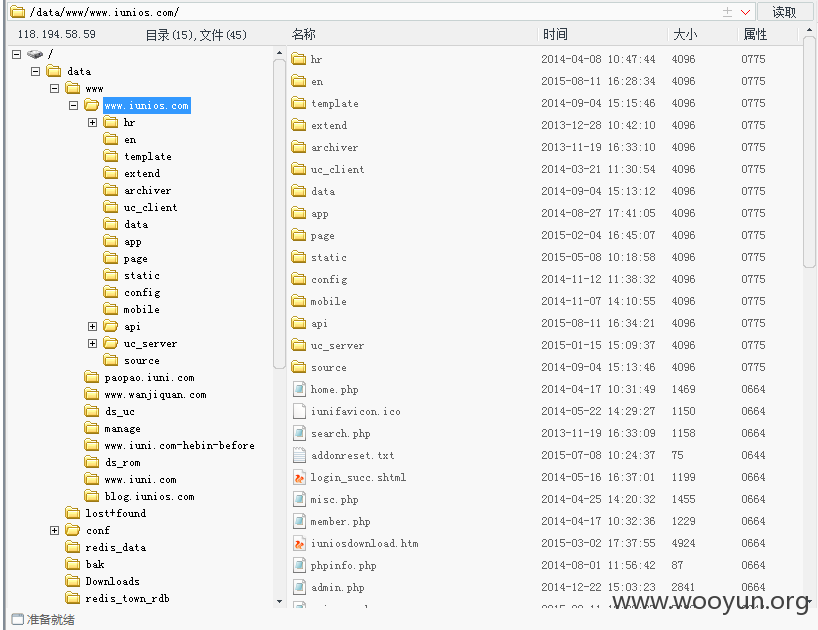 /data/www/www.iunios.com/ 读取
118.194.58.59 目录(15),文件(45) 名称 时间 大小 属性
/
data
www
www.iunios.com
hr
en
template
extend
archiver
uc_client
data
app
page
static
config
mobile
api
uc_server
source
paopao.iuni.com
www.wanjiquan.com
ds_uc
manage
www.iuni.com-hebin-before
ds_rom
www.iuni.com
blog.iunios.com
lost+found
conf
redis_data
bak
Downloads
redis_town_rdb
hr 2014-04-08 10:47:44 4096 0775
en 2015-08-11 16:28:34 4096 0775
template 2014-09-04 15:15:46 4096 0775
extend 2013-12-28 10:42:10 4096 0775
archiver 2013-11-19 16:33:10 4096 0775
uc_client 2014-03-21 11:30:54 4096 0775
data 2014-09-04 15:13:12 4096 0775
app 2014-08-27 17:41:05 4096 0775
page 2015-02-04 16:45:07 4096 0775
static 2015-05-08 10:18:58 4096 0775
config 2014-11-12 11:38:32 4096 0775
mobile 2014-11-07 14:10:55 4096 0775
api 2015-08-11 16:34:21 4096 0775
uc_server 2015-01-15 15:09:37 4096 0775
source 2014-09-04 15:13:46 4096 0775
home.php 2014-04-17 10:31:49 1469 0664
iunifavicon.ico 2014-05-22 14:29:27 1150 0664
search.php 2013-11-19 16:33:09 1158 0664
addonreset.txt 2015-07-08 10:24:37 75 0644
login_succ.shtml 2014-05-16 16:37:01 1199 0664
misc.php 2014-04-25 14:20:32 1455 0664
member.php 2014-04-17 10:32:36 1229 0664
iuniosdownload.htm 2015-03-02 17:37:55 4924 0664
phpinfo.php 2014-08-01 11:56:42 87 0664
admin.php 2014-12-22 15:03:23 2841 0664
www.wooyun.org
准备就绪